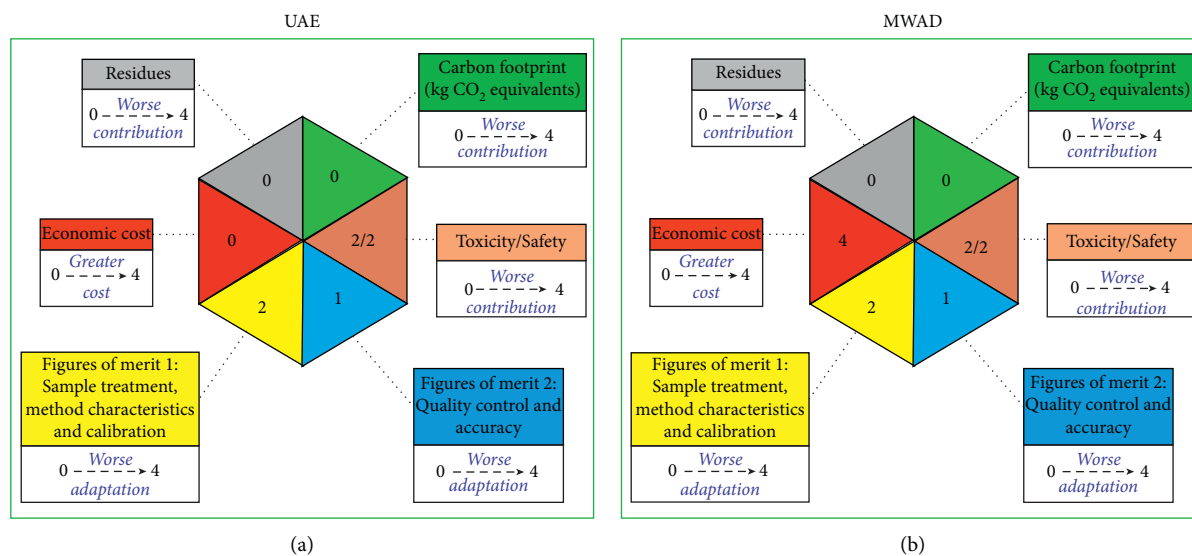 UAE
Residues
0 Worse 4
contribution
Carbon footprint
(kg CO₂ equivalents)
0 Worse 4
contribution
0
0
Economic cost
0 Greater 4
cost
0
2/2
Toxicity/Safety
0 Worse 4
contribution
2
1
Figures of merit 1:
Sample treatment,
method characteristics
and calibration
0 Worse 4
adaptation
Figures of merit 2:
Quality control and
accuracy
0 Worse 4
adaptation
(a)
MWAD
Residues
0 Worse 4
contribution
Carbon footprint
(kg CO₂ equivalents)
0 Worse 4
contribution
0
0
Economic cost
0 Greater 4
cost
4
2/2
Toxicity/Safety
0 Worse 4
contribution
2
1
Figures of merit 1:
Sample treatment,
method characteristics
and calibration
0 Worse 4
adaptation
Figures of merit 2:
Quality control and
accuracy
0 Worse 4
adaptation
(b)